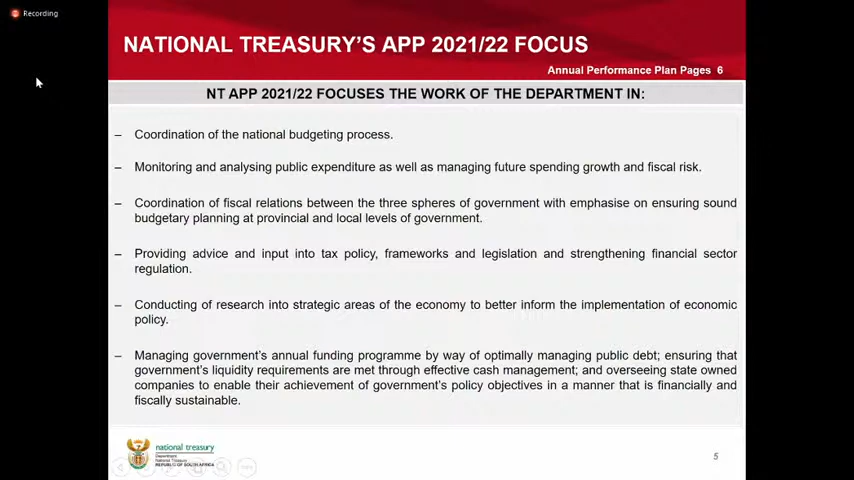 Recording
NATIONAL TREASURY'S APP 2021/22 FOCUS
Annual Performance Plan Pages 6
NT APP 2021/22 FOCUSES THE WORK OF THE DEPARTMENT IN:
– Coordination of the national budgeting process.
– Monitoring and analysing public expenditure as well as managing future spending growth and fiscal risk.
– Coordination of fiscal relations between the three spheres of government with emphasise on ensuring sound
budgetary planning at provincial and local levels of government.
– Providing advice and input into tax policy, frameworks and legislation and strengthening financial sector
regulation.
– Conducting of research into strategic areas of the economy to better inform the implementation of economic
policy.
– Managing government's annual funding programme by way of optimally managing public debt; ensuring that
government's liquidity requirements are met through effective cash management; and overseeing state owned
companies to enable their achievement of government's policy objectives in a manner that is financially and
fiscally sustainable.
national treasury
Department:
National Treasury
REPUBLIC OF SOUTH AFRICA
5